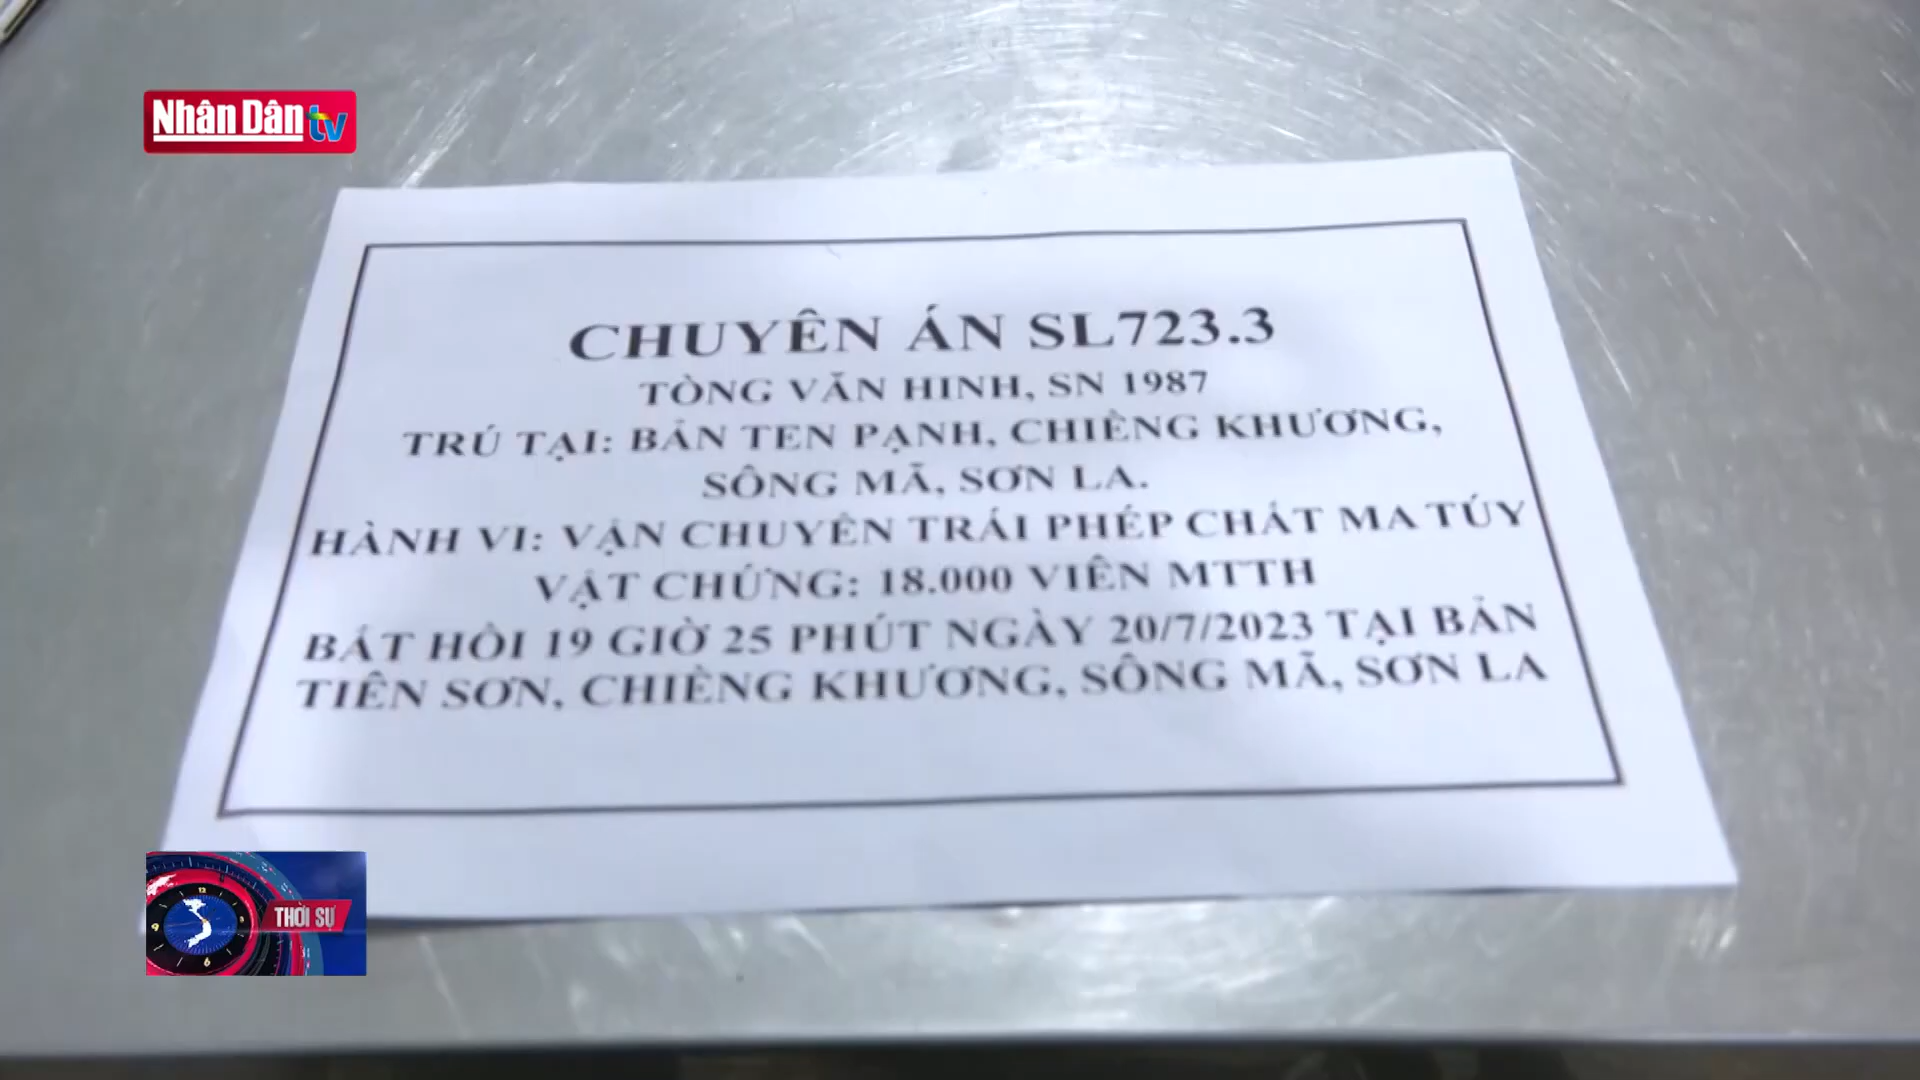 Nhân Dân tv
CHUYÊN ÁN SL723.3
TÒNG VĂN HINH, SN 1987
TRÚ TẠI: BẢN TEN PẠNH, CHIỀNG KHƯƠNG,
SÔNG MÃ, SƠN LA.
HÀNH VI: VẬN CHUYỂN TRÁI PHÉP CHẤT MA TÚY
VẬT CHỨNG: 18.000 VIÊN MTTH
BẮT HỒI 19 GIỜ 25 PHÚT NGÀY 20/7/2023 TẠI BẢN
TIÊN SƠN, CHIỀNG KHƯƠNG, SÔNG MÃ, SƠN LA
12
9
6
THỜI SỰ